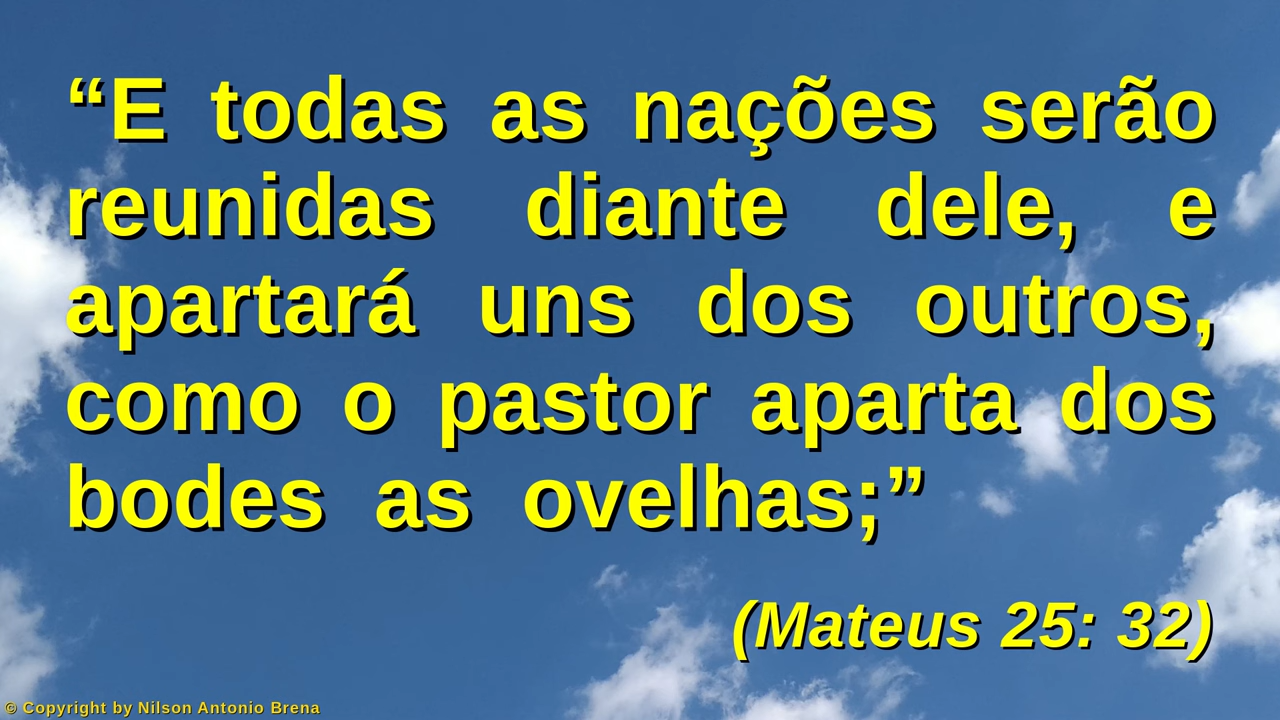 “E todas as nações serão
reunidas diante dele, e
apartará uns dos outros,
como o pastor aparta dos
bodes as ovelhas;”
(Mateus 25: 32)
© Copyright by Nilson Antonio Brena